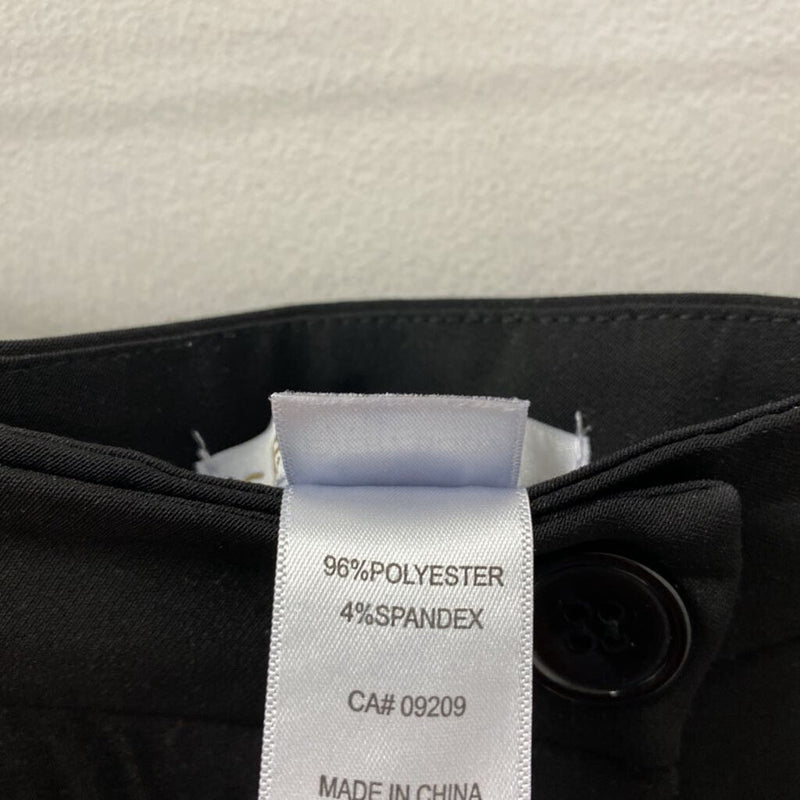 96%POLYESTER
4%SPANDEX
CA# 09209
MADE IN CHINA